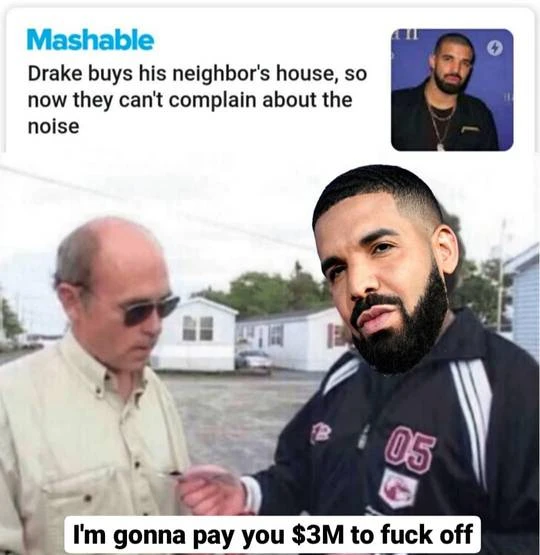 Mashable
Drake buys his neighbor's house, so
now they can't complain about the
noise
05
I'm gonna pay you $3M to fuck off